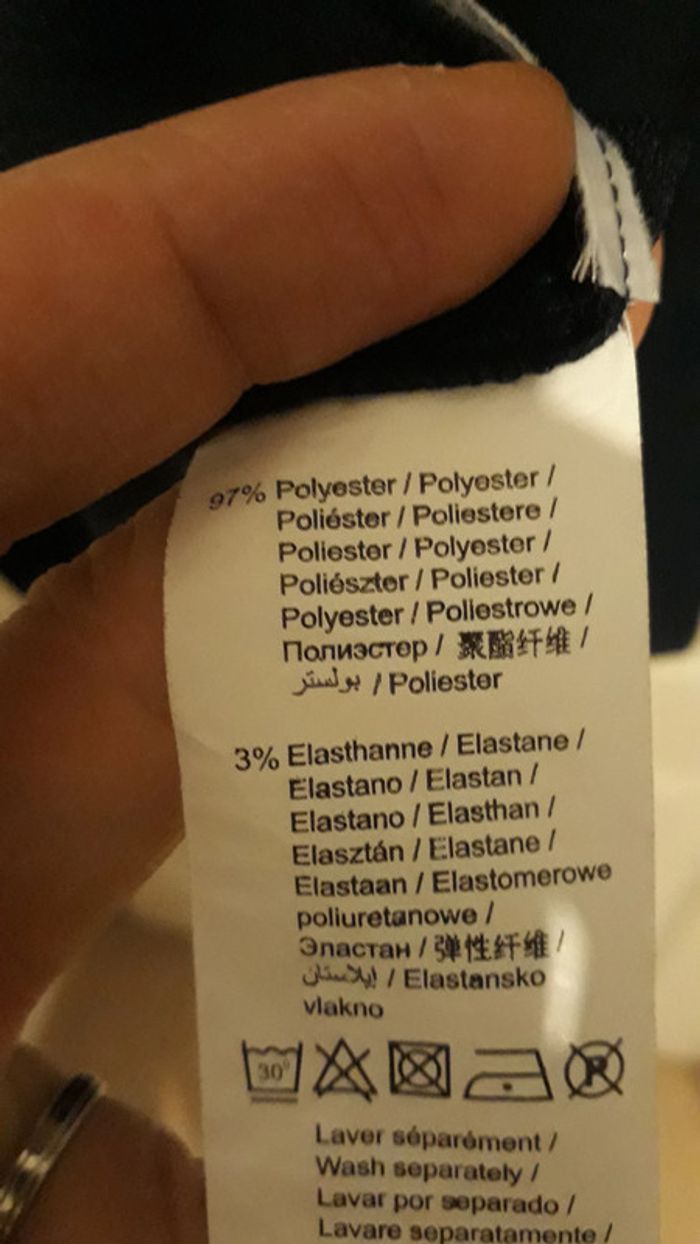 97% Polyester / Polyester /
Poliéster / Poliestere /
Poliester / Polyester /
Poliészter / Poliester /
Polyester / Poliestrowe /
Полиэстер / 聚酯纤维 /
بولستر / Poliester
3% Elasthanne / Elastane /
Elastano / Elastan /
Elastano / Elasthan /
Elasztán / Elastane /
Elastaan / Elastomerowe
poliuretanowe /
Эластан / 弹性纤维 /
إيلاستان / Elastansko
vlakno
30° P
Laver séparément /
Wash separately /
Lavar por separado /
Lavare separatamente /